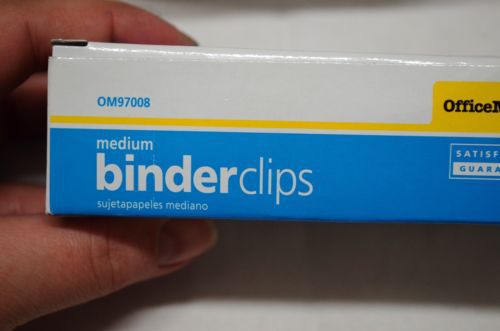 OM97008
OfficeM
medium
binderclips
sujetapapeles mediano
SATISF
GUARA